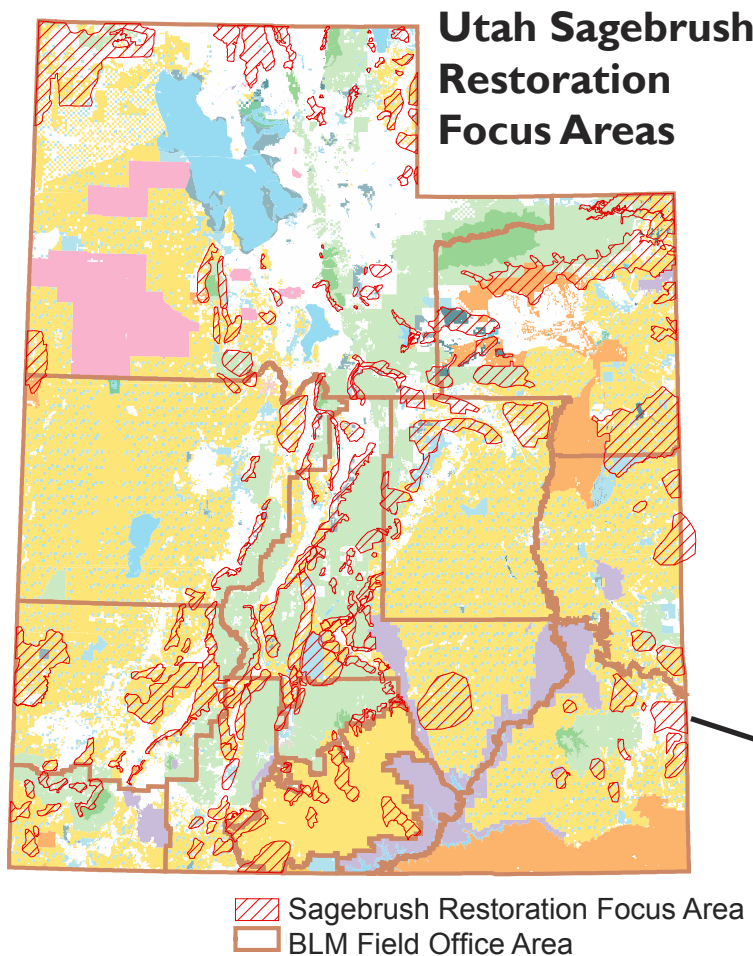 Utah Sagebrush
Restoration
Focus Areas
Sagebrush Restoration Focus Area
BLM Field Office Area